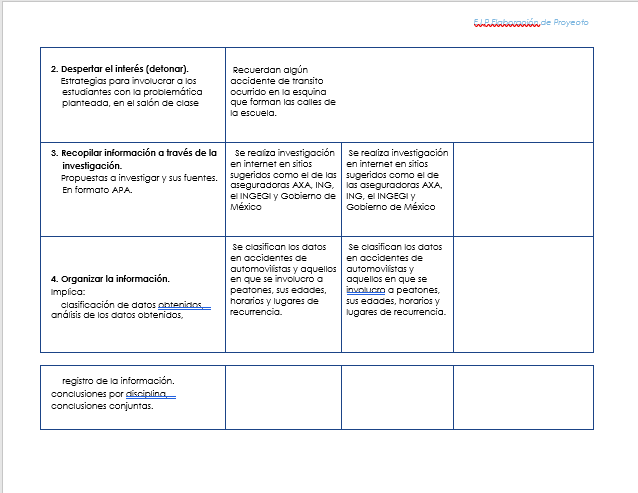 E.I.P. Elaboración de Proyecto
2. Despertar el interés (detonar).
Estrategias para involucrar a los
estudiantes con la problemática
planteada, en el salón de clase
Recuerdan algún
accidente de transito
ocurrido en la esquina
que forman las calles de
la escuela.
3. Recopilar información a través de la
investigación.
Propuestas a investigar y sus fuentes.
En formato APA.
Se realiza investigación
en internet en sitios
sugeridos como el de las
aseguradoras AXA, ING,
el INGEGI y Gobierno de
México
Se realiza investigación
en internet en sitios
sugeridos como el de
las aseguradoras AXA,
ING, el INGEGI y
Gobierno de México
4. Organizar la información.
Implica:
clasificación de datos obtenidos,
análisis de los datos obtenidos,
Se clasifican los datos
en accidentes de
automovilistas y aquellos
en que se involucro a
peatones, sus edades,
horarios y lugares de
recurrencia.
Se clasifican los datos
en accidentes de
automovilistas y
aquellos en que se
involucro a peatones,
sus edades, horarios y
lugares de recurrencia.
registro de la información.
conclusiones por disciplina,
conclusiones conjuntas.